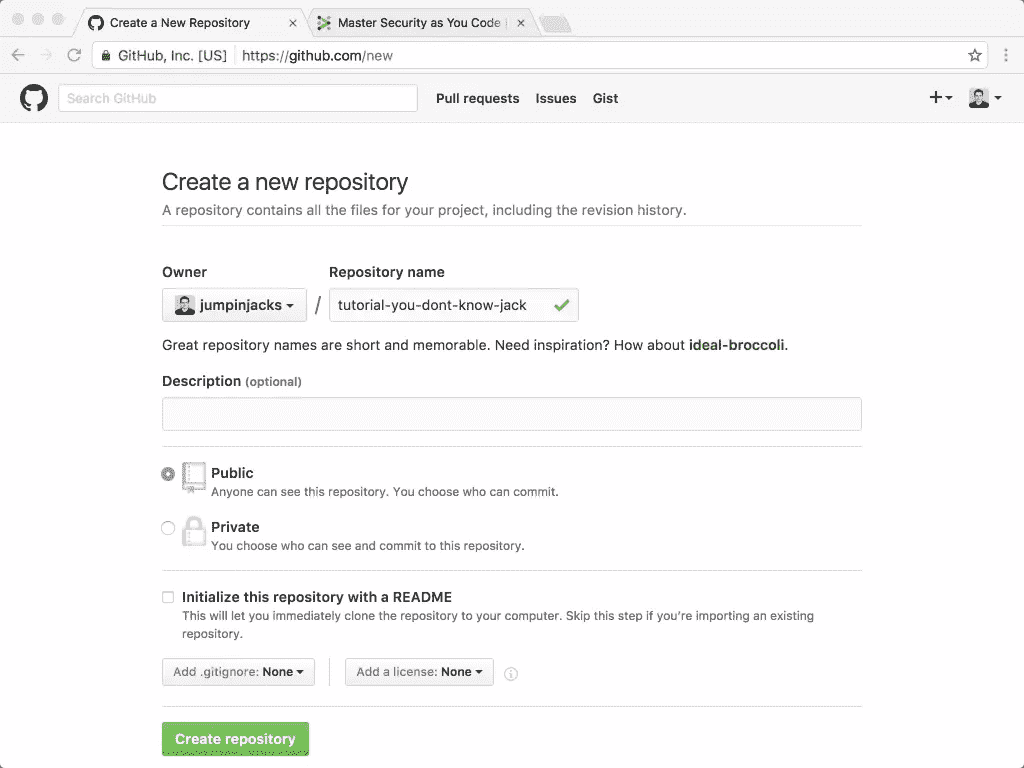 Create a New Repository
Master Security as You Code
GitHub, Inc. [US] https://github.com/new
Search GitHub Pull requests Issues Gist
Create a new repository
A repository contains all the files for your project, including the revision history.
Owner Repository name
jumpinjacks / tutorial-you-dont-know-jack
Great repository names are short and memorable. Need inspiration? How about ideal-broccoli.
Description (optional)
Public
Anyone can see this repository. You choose who can commit.
Private
You choose who can see and commit to this repository.
Initialize this repository with a README
This will let you immediately clone the repository to your computer. Skip this step if you're importing an existing
repository.
Add .gitignore: None Add a license: None
Create repository